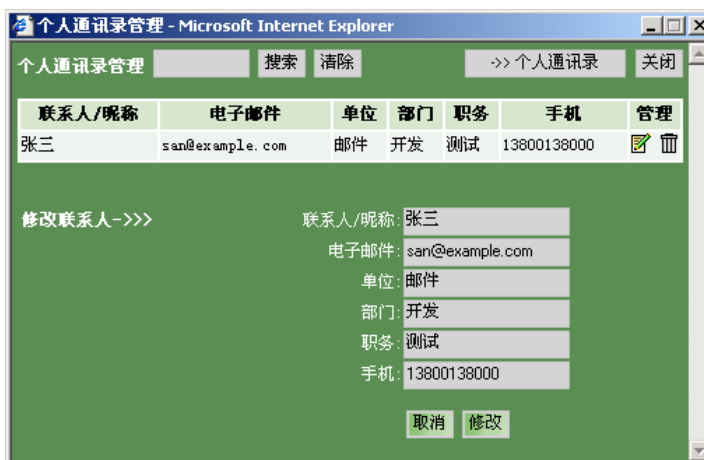 个人通讯录管理 - Microsoft Internet Explorer
个人通讯录管理 搜索 清除 ->> 个人通讯录 关闭
联系人/昵称 电子邮件 单位 部门 职务 手机 管理
张三 san@example.com 邮件 开发 测试 13800138000
修改联系人->>> 联系人/昵称: 张三
电子邮件: san@example.com
单位: 邮件
部门: 开发
职务: 测试
手机: 13800138000
取消 修改